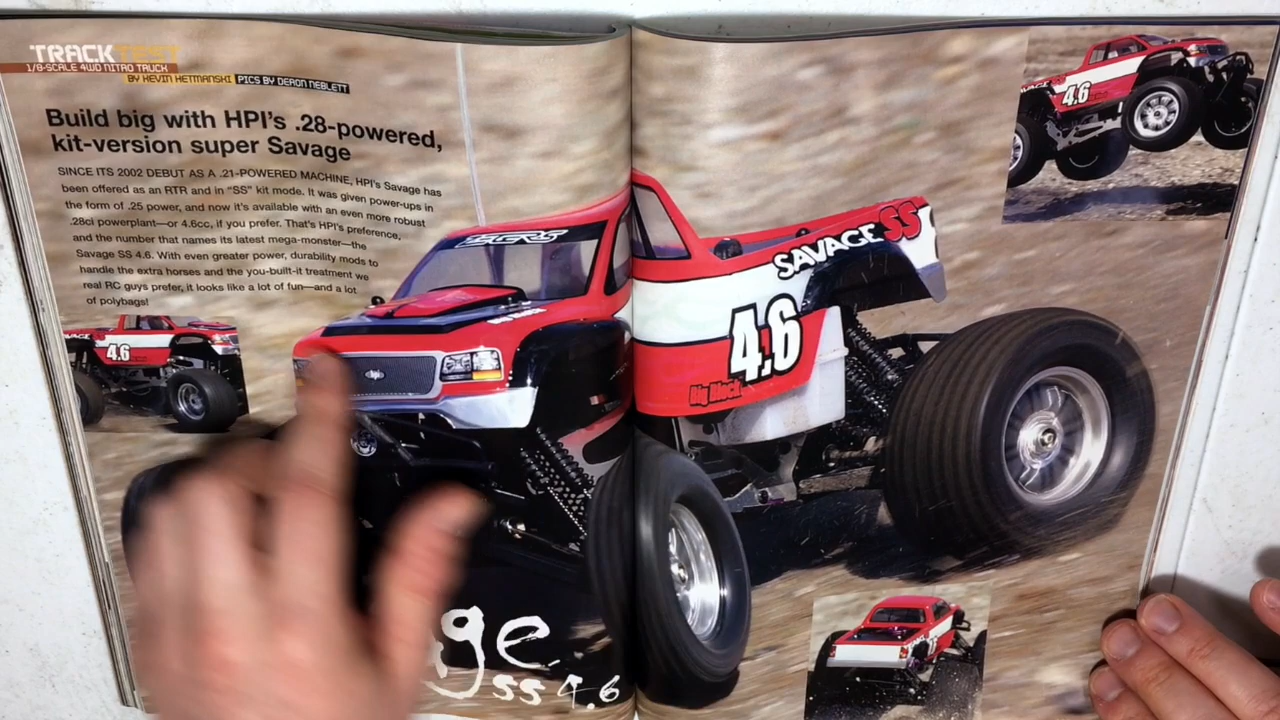 TRACK TEST
1/8-SCALE 4WD NITRO TRUCK
BY KEVIN HETMANSKI PICS BY DERON NEBLETT
Build big with HPI's .28-powered,
kit-version super Savage
SINCE ITS 2002 DEBUT AS A .21-POWERED MACHINE, HPI's Savage has
been offered as an RTR and in "SS" kit mode. It was given power-ups in
the form of .25 power, and now it's available with an even more robust
.28ci powerplant—or 4.6cc, if you prefer. That's HPI's preference,
and the number that names its latest mega-monster—the
Savage SS 4.6. With even greater power, durability mods to
handle the extra horses and the you-built-it treatment we
real RC guys prefer, it looks like a lot of fun—and a lot
of polybags!
4.6
hpi
SAVAGE SS
4.6
Big Block
4.6
ge
ss 4.6